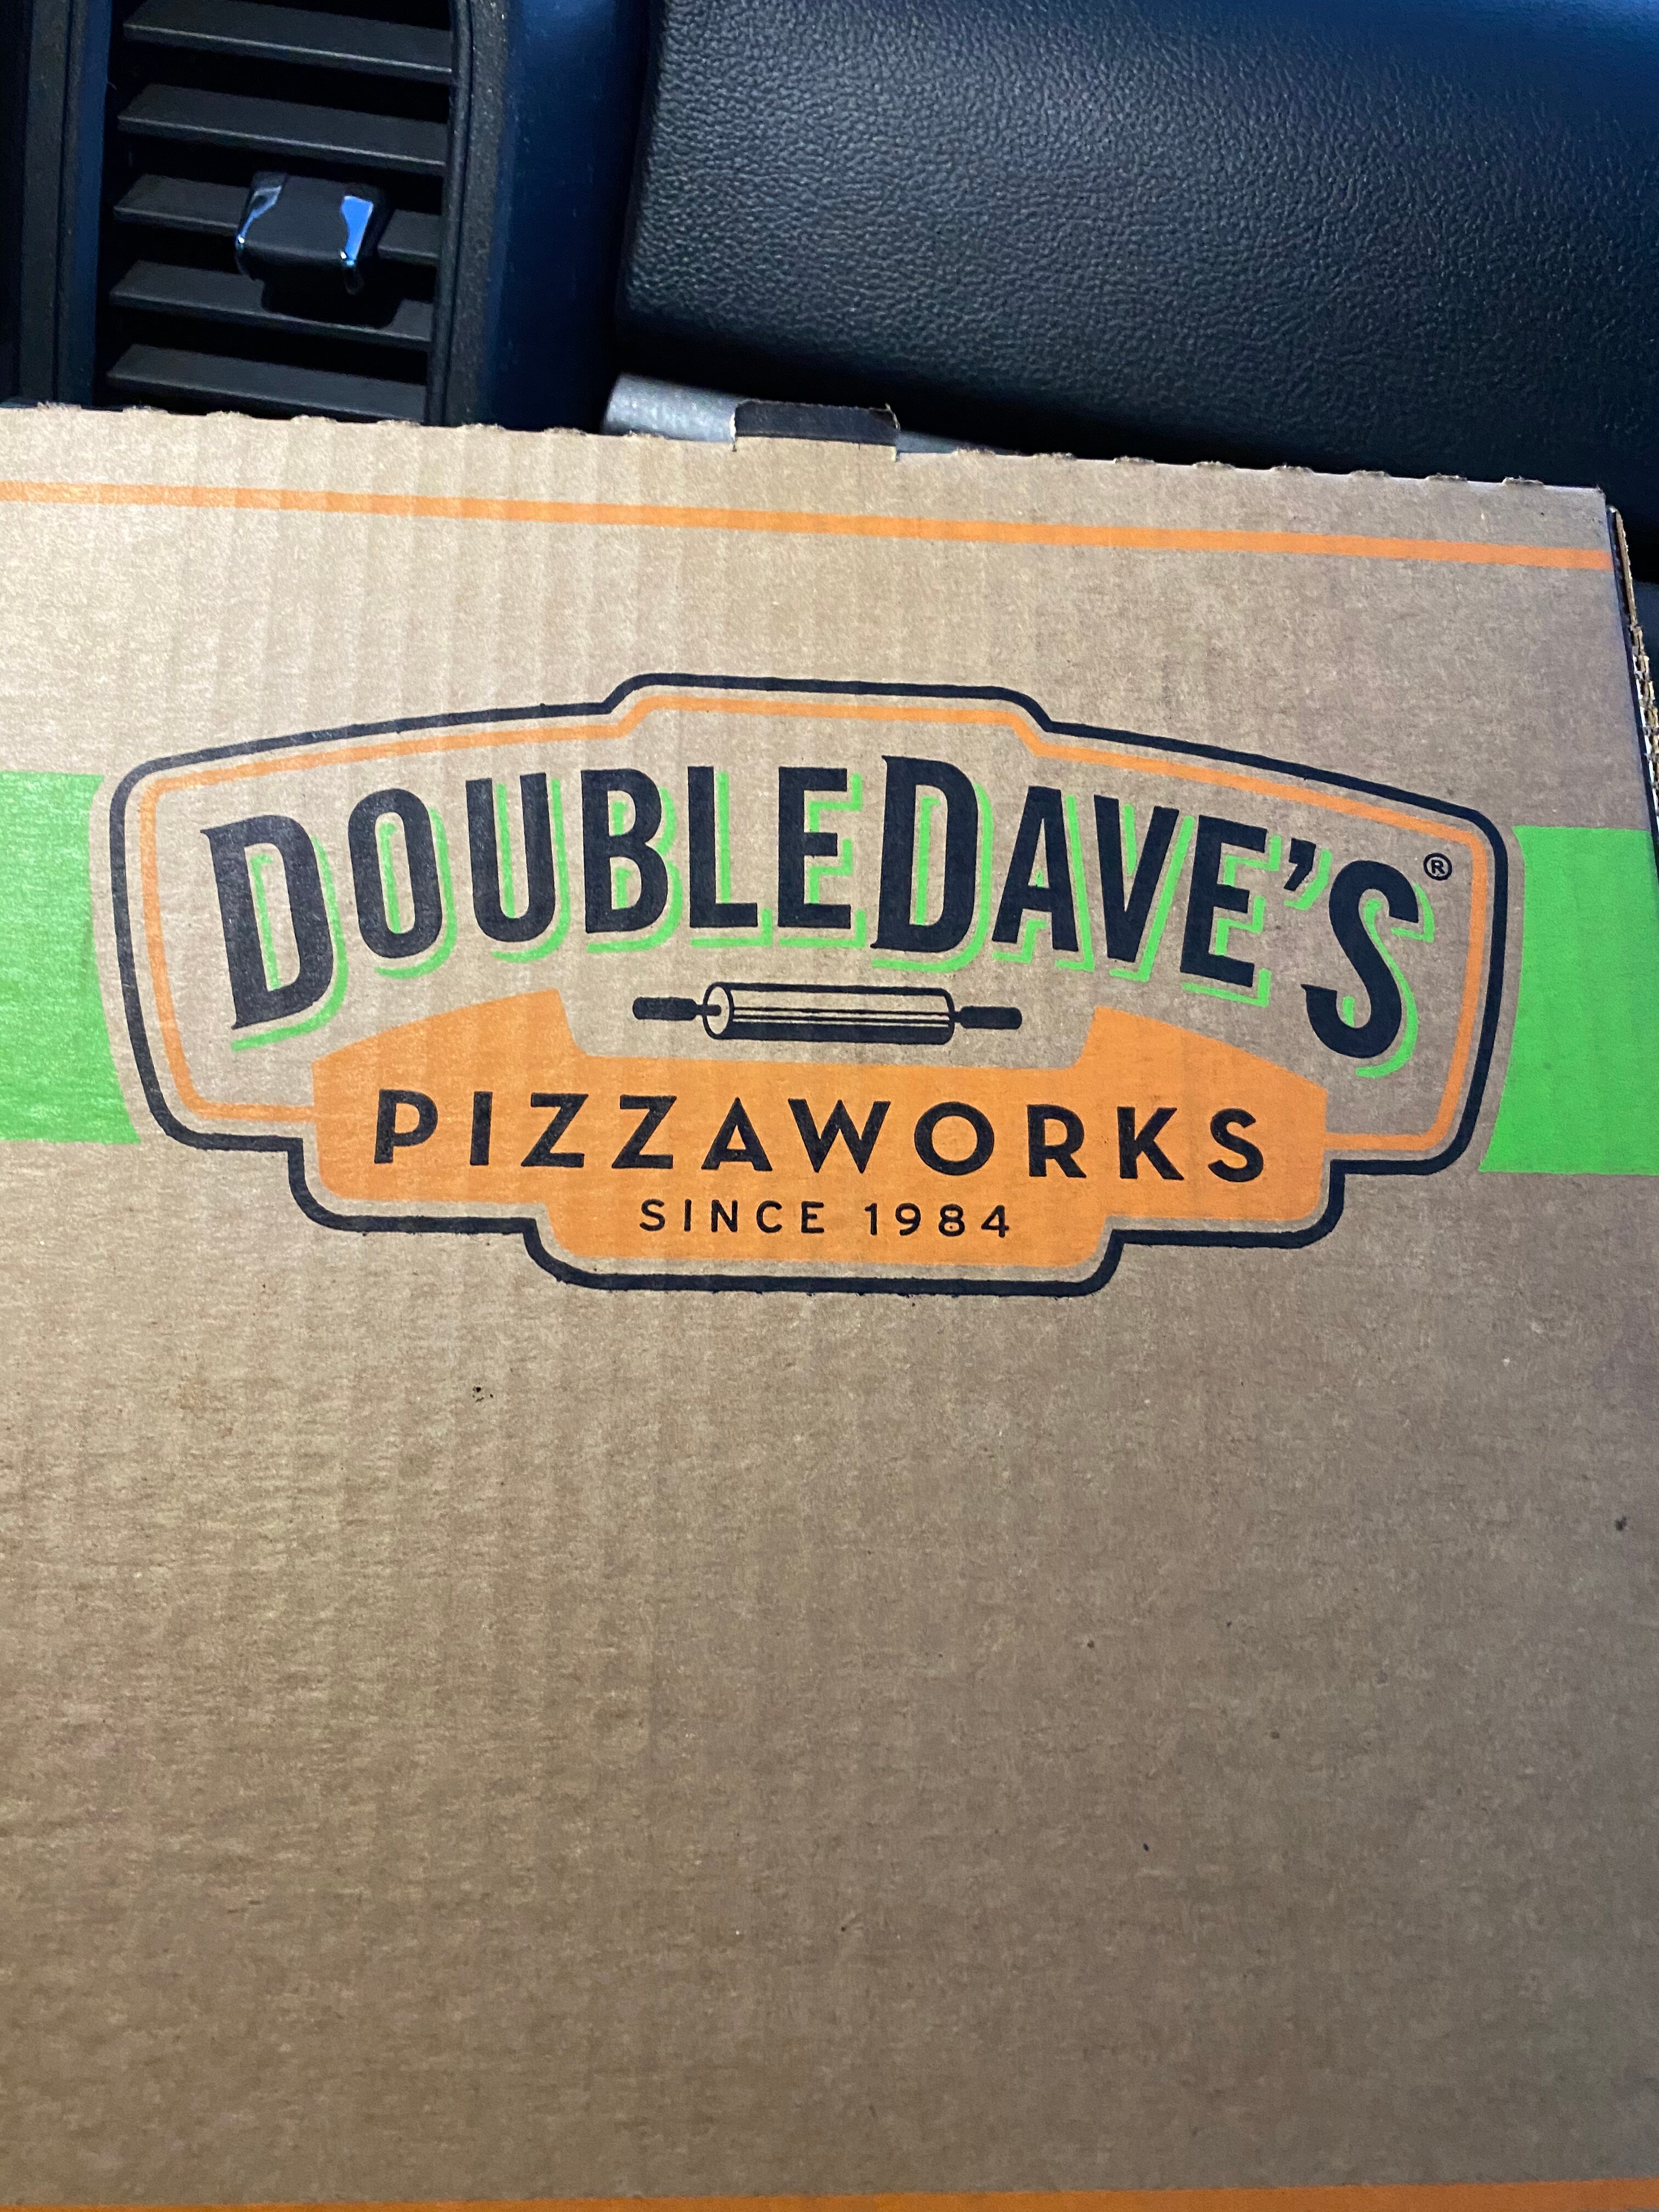 DOUBLEDAVE'S®
PIZZAWORKS
SINCE 1984